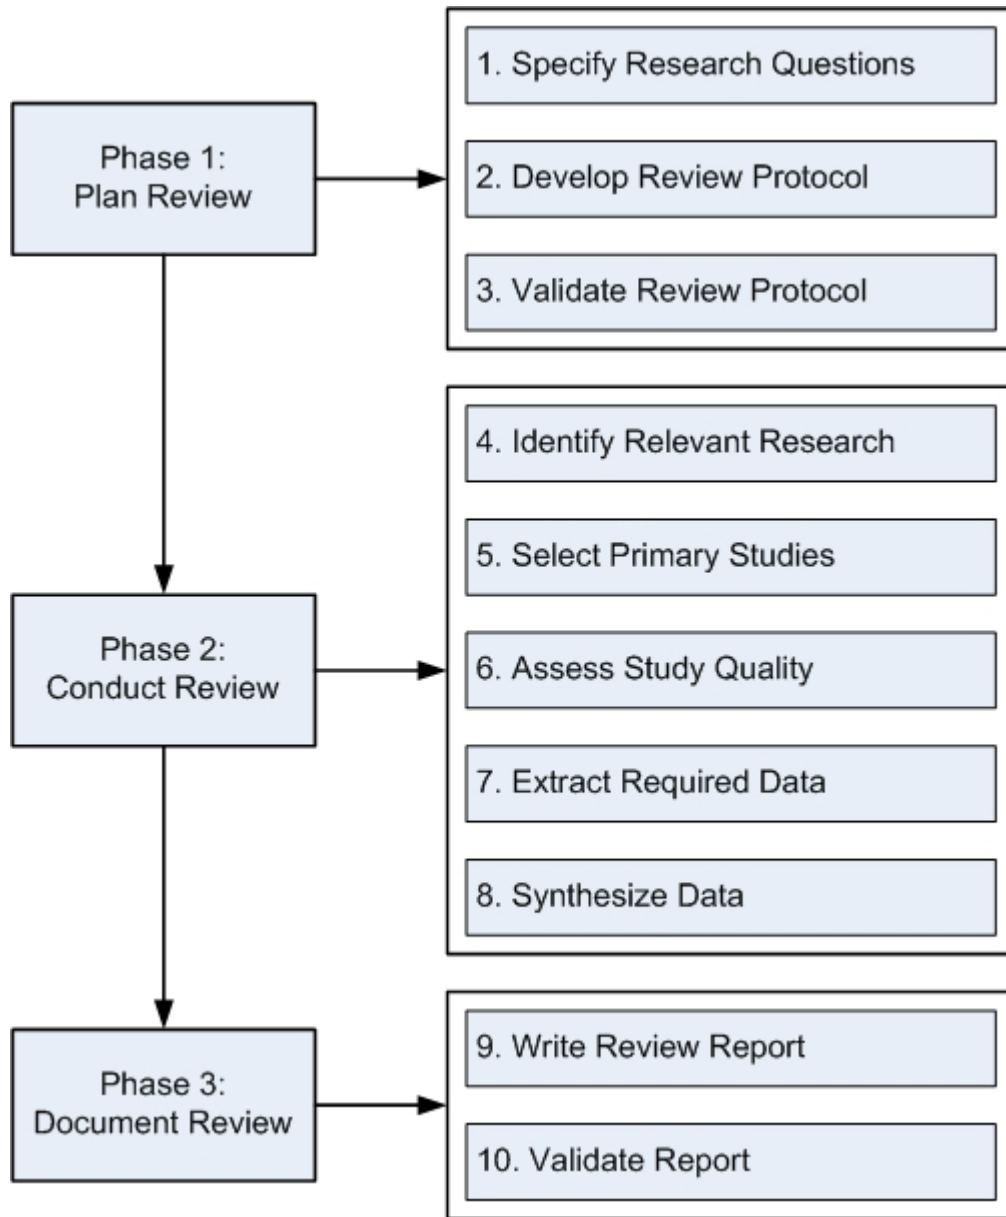 Phase 1:
Plan Review
1. Specify Research Questions
2. Develop Review Protocol
3. Validate Review Protocol
Phase 2:
Conduct Review
4. Identify Relevant Research
5. Select Primary Studies
6. Assess Study Quality
7. Extract Required Data
8. Synthesize Data
Phase 3:
Document Review
9. Write Review Report
10. Validate Report